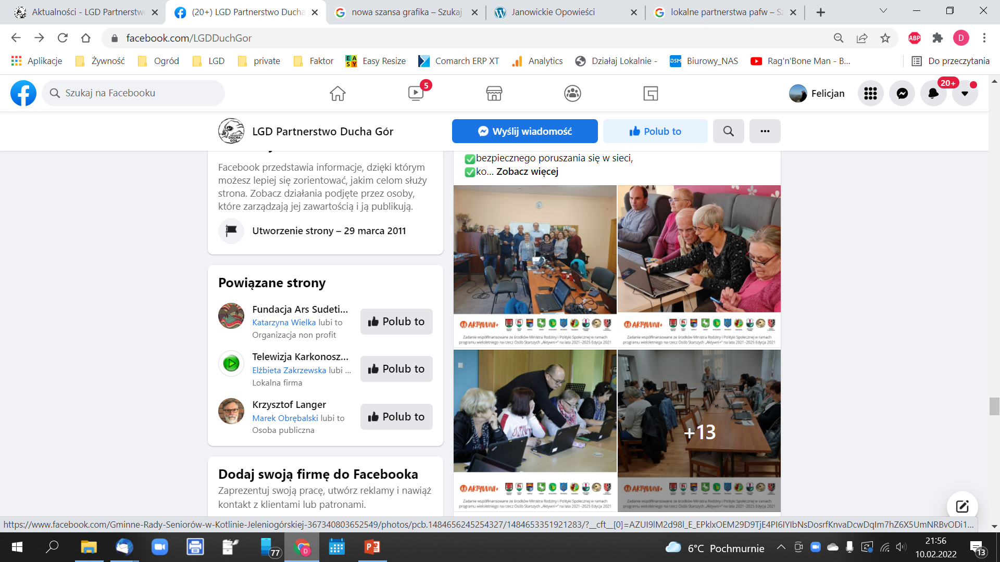 Aktualności - LGD Partnerstw
(20+) LGD Partnerstwo Ducha
nowa szansa grafika – Szukaj
Janowickie Opowieści
lokalne partnerstwa pafw – Sz
facebook.com/LGDDuchGor
ABP
D
Aplikacje
Żywność
Ogród
LGD
private
Faktor
EASY
Easy Resize
Comarch ERP XT
Analytics
Działaj Lokalnie -
DSM
Biurowy_NAS
Rag'n'Bone Man - B...
Do przeczytania
Szukaj na Facebooku
5
Felicjan
20+
LGD Partnerstwo Ducha Gór
Wyślij wiadomość
Polub to
Facebook przedstawia informacje, dzięki którym
możesz lepiej się zorientować, jakim celom służy
strona. Zobacz działania podjęte przez osoby,
które zarządzają jej zawartością i ją publikują.
Utworzenie strony – 29 marca 2011
Powiązane strony
Fundacja Ars Sudeti...
Katarzyna Wielka lubi to
Organizacja non profit
Polub to
Telewizja Karkonosz...
Elżbieta Zakrzewska lubi ...
Lokalna firma
Polub to
Krzysztof Langer
Marek Obrębalski lubi to
Osoba publiczna
Polub to
Dodaj swoją firmę do Facebooka
Zaprezentuj swoją pracę, utwórz reklamy i nawiąż
kontakt z klientami lub patronami.
✅bezpiecznego poruszania się w sieci,
✅ko... Zobacz więcej
AKTYWNI+
Zadanie współfinansowane ze środków Ministra Rodziny i Polityki Społecznej w ramach
programu wieloletniego na rzecz Osób Starszych „Aktywni+” na lata 2021–2025 Edycja 2021
AKTYWNI+
Zadanie współfinansowane ze środków Ministra Rodziny i Polityki Społecznej w ramach
programu wieloletniego na rzecz Osób Starszych „Aktywni+” na lata 2021–2025 Edycja 2021
+13
AKTYWNI+
Zadanie współfinansowane ze środków Ministra Rodziny i Polityki Społecznej w ramach
programu wieloletniego na rzecz Osób Starszych „Aktywni+” na lata 2021–2025 Edycja 2021
AKTYWNI+
Zadanie współfinansowane ze środków Ministra Rodziny i Polityki Społecznej w ramach
programu wieloletniego na rzecz Osób Starszych „Aktywni+” na lata 2021–2025 Edycja 2021
https://www.facebook.com/Gminne-Rady-Seniorów-w-Kotlinie-Jeleniogórskiej-367340803652549/photos/pcb.1484656245254327/1484653351921283/?__cft__[0]=AZUI9lM2d98l_E_EPklxOEM29D9TjE4PI6IYIbNsDosrfKnvaDcwDqIm7hZ6X5UmNRBvODi1...
77
6°C Pochmurnie
21:56
10.02.2022
13